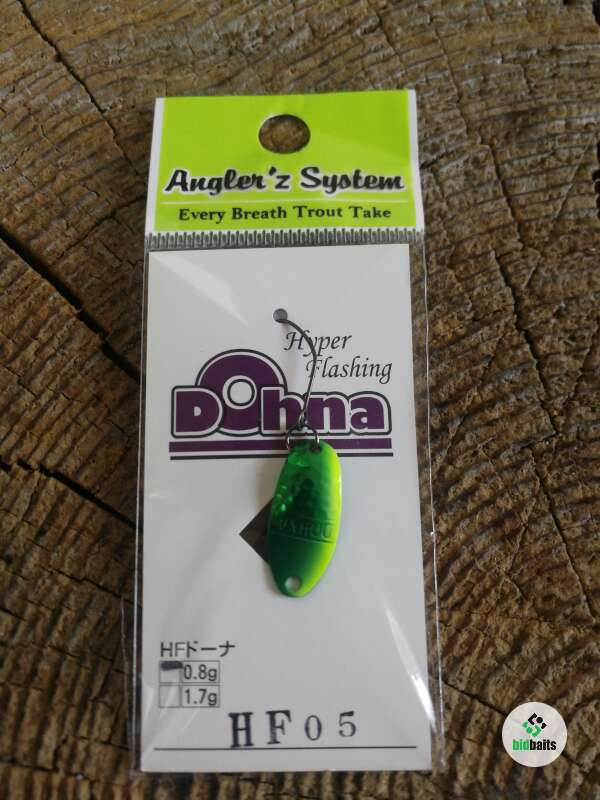 Angler'z System
Every Breath Trout Take
Hyper
Flashing
Dohna
HFドーナ
0.8g
1.7g
HF05
bidbaits